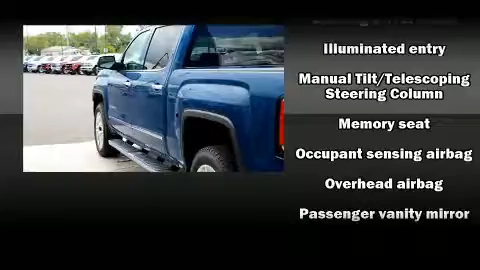 Illuminated entry
Manual Tilt/Telescoping
Steering Column
Memory seat
Occupant sensing airbag
Overhead airbag
Passenger vanity mirror